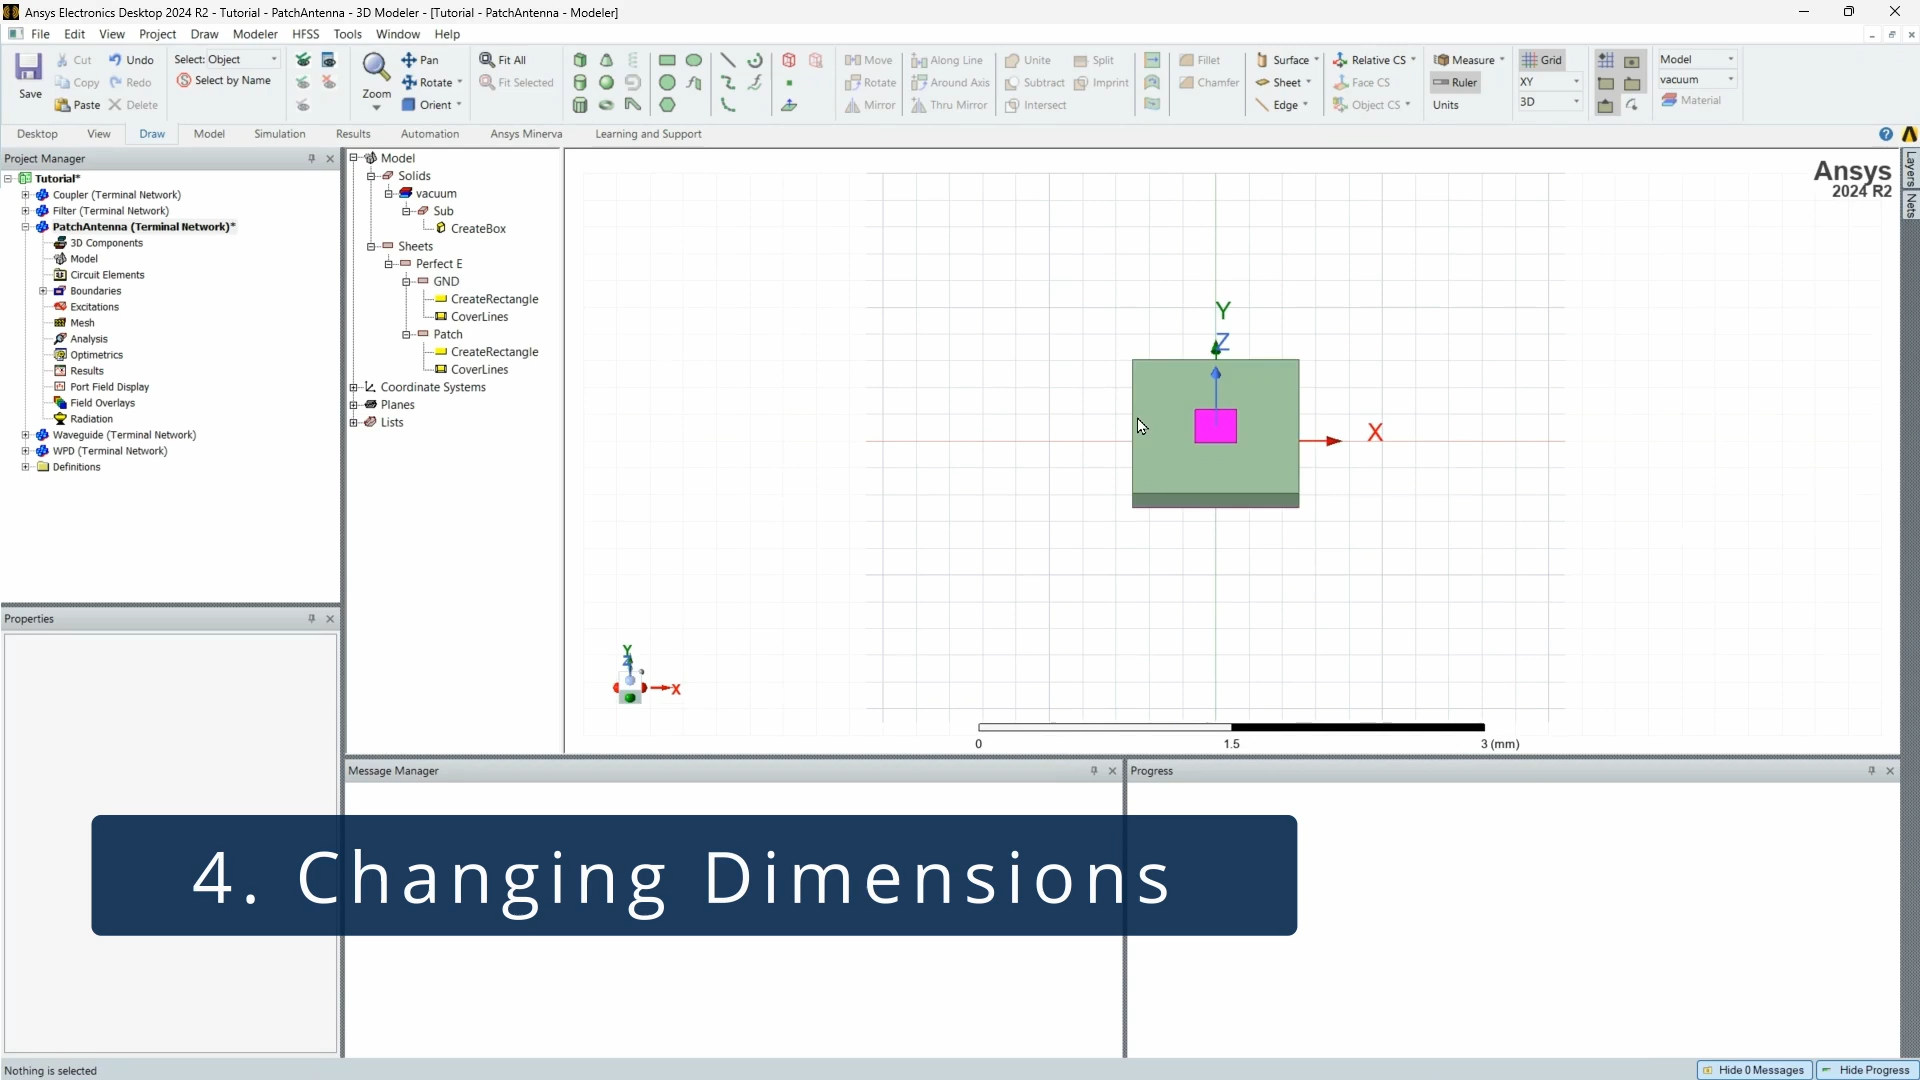 Ansys Electronics Desktop 2024 R2 - Tutorial - PatchAntenna - 3D Modeler - [Tutorial - PatchAntenna - Modeler]
File Edit View Project Draw Modeler HFSS Tools Window Help
Save
Cut
Copy
Paste
Undo
Redo
Delete
Select: Object
Select by Name
Zoom
Pan
Rotate
Orient
Fit All
Fit Selected
Move
Rotate
Mirror
Along Line
Around Axis
Thru Mirror
Unite
Subtract
Intersect
Split
Imprint
Fillet
Chamfer
Surface
Sheet
Edge
Relative CS
Face CS
Object CS
Measure
Ruler
Units
Grid
XY
3D
Model
vacuum
Material
Desktop View Draw Model Simulation Results Automation Ansys Minerva Learning and Support
Project Manager
Tutorial*
Coupler (Terminal Network)
Filter (Terminal Network)
PatchAntenna (Terminal Network)*
3D Components
Model
Circuit Elements
Boundaries
Excitations
Mesh
Analysis
Optimetrics
Results
Port Field Display
Field Overlays
Radiation
Waveguide (Terminal Network)
WPD (Terminal Network)
Definitions
Model
Solids
vacuum
Sub
CreateBox
Sheets
Perfect E
GND
CreateRectangle
CoverLines
Patch
CreateRectangle
CoverLines
Coordinate Systems
Planes
Lists
Ansys
2024 R2
Layers
Nets
Y
Z
X
Y
Z
X
0 1.5 3 (mm)
Properties
Message Manager
Progress
4. Changing Dimensions
Nothing is selected
Hide 0 Messages
Hide Progress